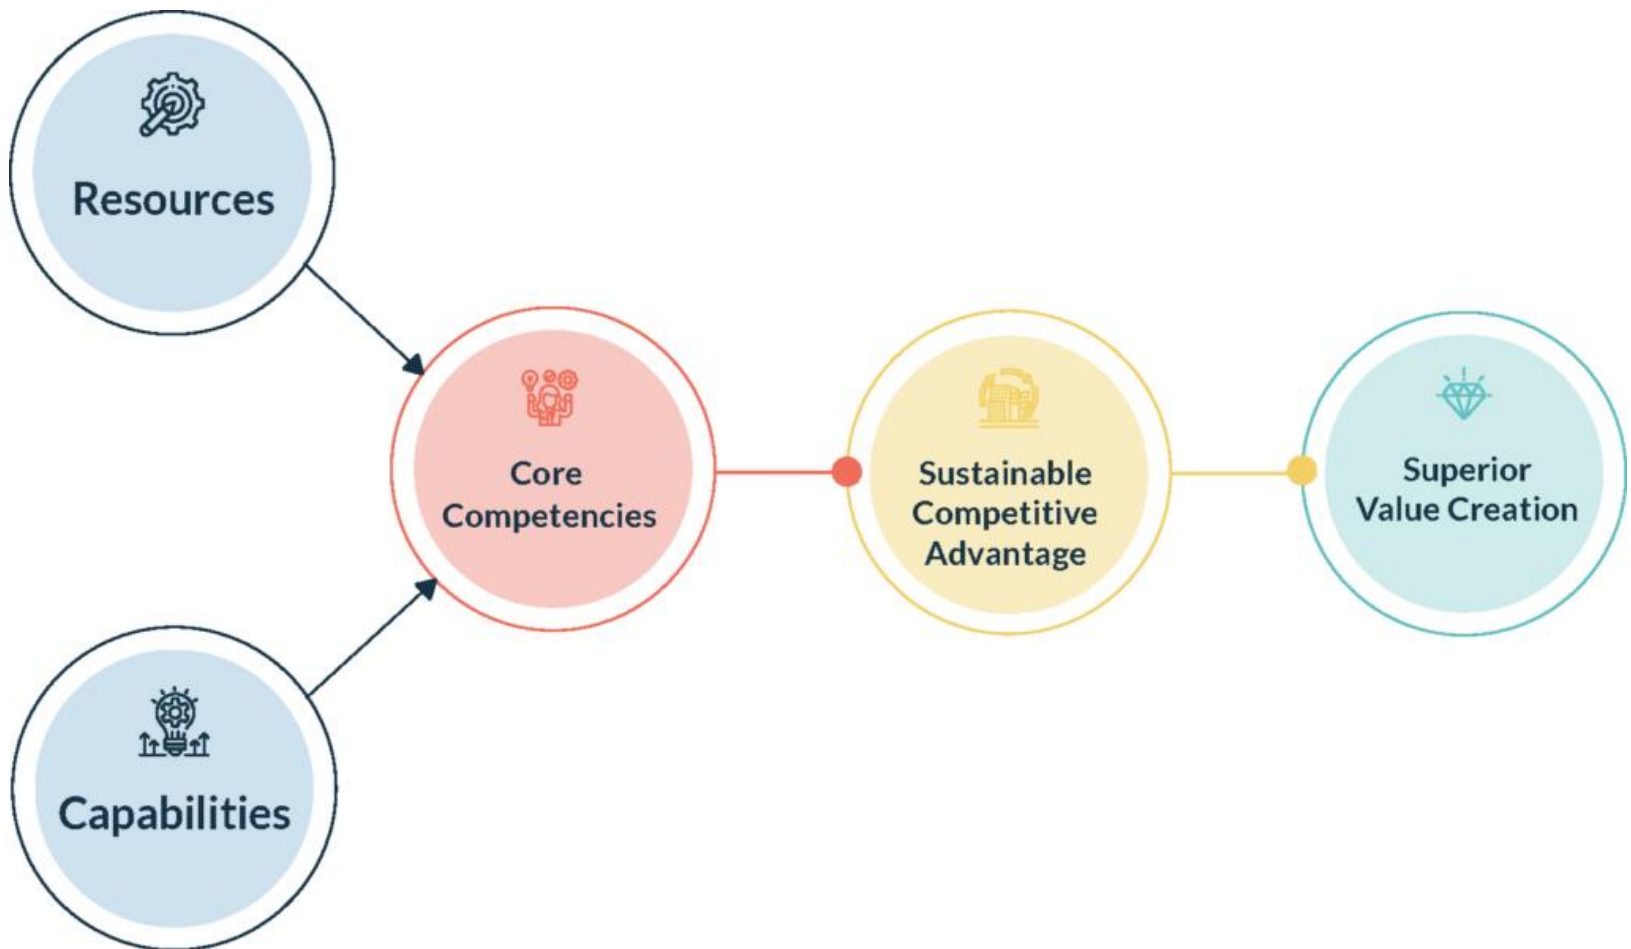 Resources
Core
Competencies
Sustainable
Competitive
Advantage
Superior
Value Creation
Capabilities